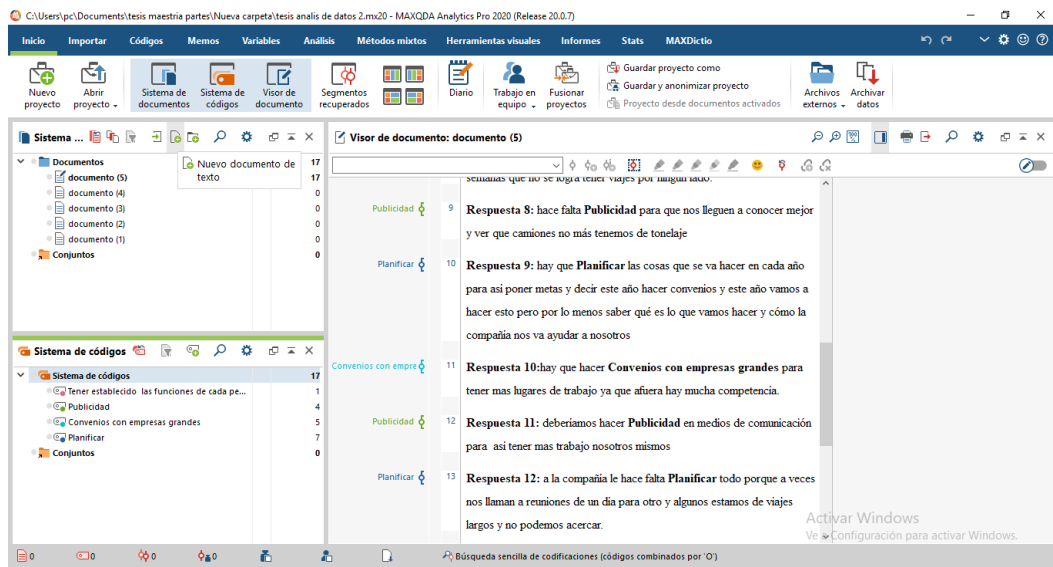 C:\Users\pc\Documents\tesis maestria partes\Nueva carpeta\tesis analis de datos 2.mx20 - MAXQDA Analytics Pro 2020 (Release 20.0.7)
Inicio Importar Códigos Memos Variables Análisis Métodos mixtos Herramientas visuales Informes Stats MAXDictio
Nuevo proyecto
Abrir proyecto
Sistema de documentos
Sistema de códigos
Visor de documento
Segmentos recuperados
Diario
Trabajo en equipo
Fusionar proyectos
Guardar proyecto como
Guardar y anonimizar proyecto
Proyecto desde documentos activados
Archivos externos
Archivar datos
Sistema ...
Nuevo documento de texto
Documentos 17
documento (5) 17
documento (4) 0
documento (3) 0
documento (2) 0
documento (1) 0
Conjuntos 0
Sistema de códigos
Sistema de códigos 17
Tener establecido las funciones de cada pe... 1
Publicidad 4
Convenios con empresas grandes 5
Planificar 7
Conjuntos 0
Visor de documento: documento (5)
semanas que no se logra tener viajes por ningun lado.
Publicidad 9 Respuesta 8: hace falta Publicidad para que nos lleguen a conocer mejor
y ver que camiones no más tenemos de tonelaje
Planificar 10 Respuesta 9: hay que Planificar las cosas que se va hacer en cada año
para asi poner metas y decir este año hacer convenios y este año vamos a
hacer esto pero por lo menos saber qué es lo que vamos hacer y cómo la
compañía nos va ayudar a nosotros
Convenios con empre 11 Respuesta 10:hay que hacer Convenios con empresas grandes para
tener mas lugares de trabajo ya que afuera hay mucha competencia.
Publicidad 12 Respuesta 11: deberiamos hacer Publicidad en medios de comunicación
para asi tener mas trabajo nosotros mismos
Planificar 13 Respuesta 12: a la compañia le hace falta Planificar todo porque a veces
nos llaman a reuniones de un dia para otro y algunos estamos de viajes
largos y no podemos acercar.
Activar Windows
Ve a Configuración para activar Windows.
0 0 0 0 Búsqueda sencilla de codificaciones (códigos combinados por 'O')